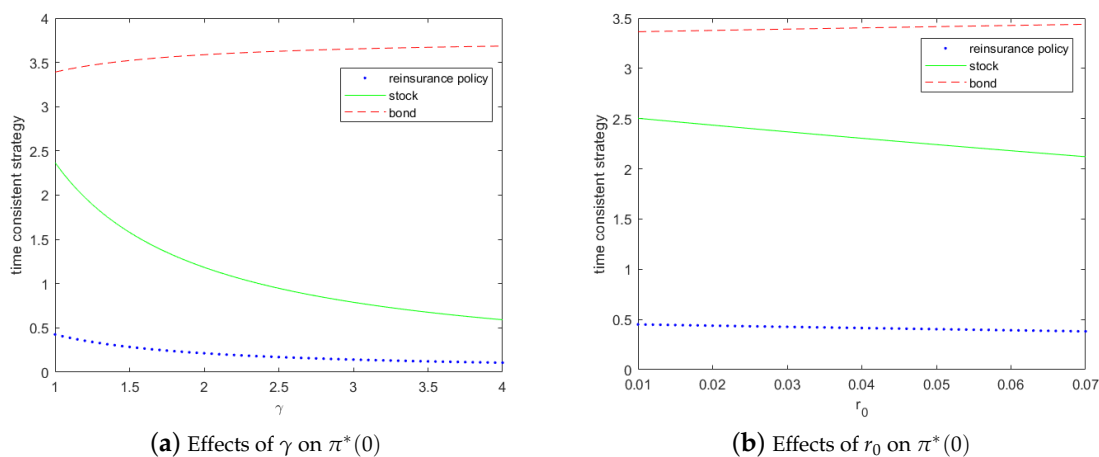 4
3.5
3
2.5
2
1.5
1
0.5
0
time consistent strategy
reinsurance policy
stock
bond
1
1.5
2
2.5
3
3.5
4
γ
(a) Effects of γ on π*(0)
3.5
3
2.5
2
1.5
1
0.5
0
time consistent strategy
reinsurance policy
stock
bond
0.01
0.02
0.03
0.04
0.05
0.06
0.07
r₀
(b) Effects of r₀ on π*(0)